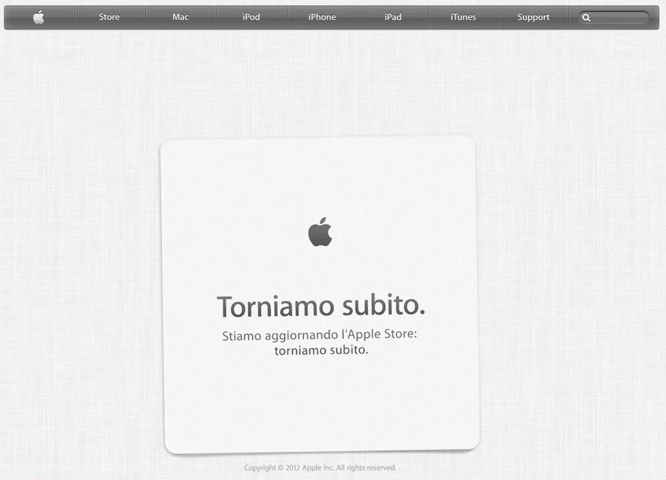 Store Mac iPod iPhone iPad iTunes Support
Torniamo subito.
Stiamo aggiornando l'Apple Store:
torniamo subito.
Copyright © 2012 Apple Inc. All rights reserved.